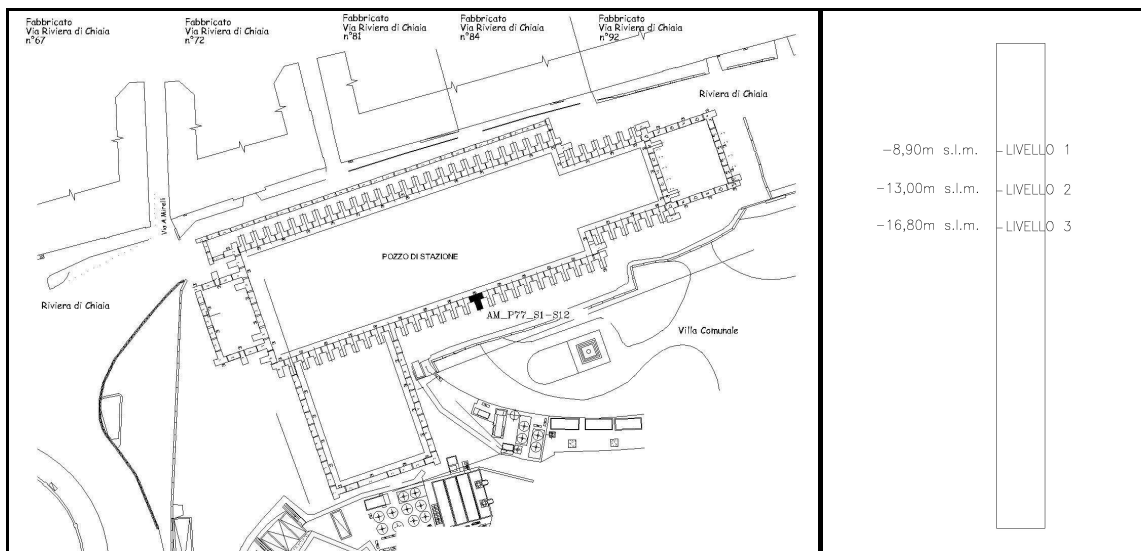 Fabbricato
Via Riviera di Chiaia
n°67
Fabbricato
Via Riviera di Chiaia
n°72
Fabbricato
Via Riviera di Chiaia
n°81
Fabbricato
Via Riviera di Chiaia
n°84
Fabbricato
Via Riviera di Chiaia
n°92
Riviera di Chiaia
Via A.Mirelli
POZZO DI STAZIONE
Riviera di Chiaia
AM_P77_S1-S12
Villa Comunale
-8,90m s.l.m. LIVELLO 1
-13,00m s.l.m. LIVELLO 2
-16,80m s.l.m. LIVELLO 3